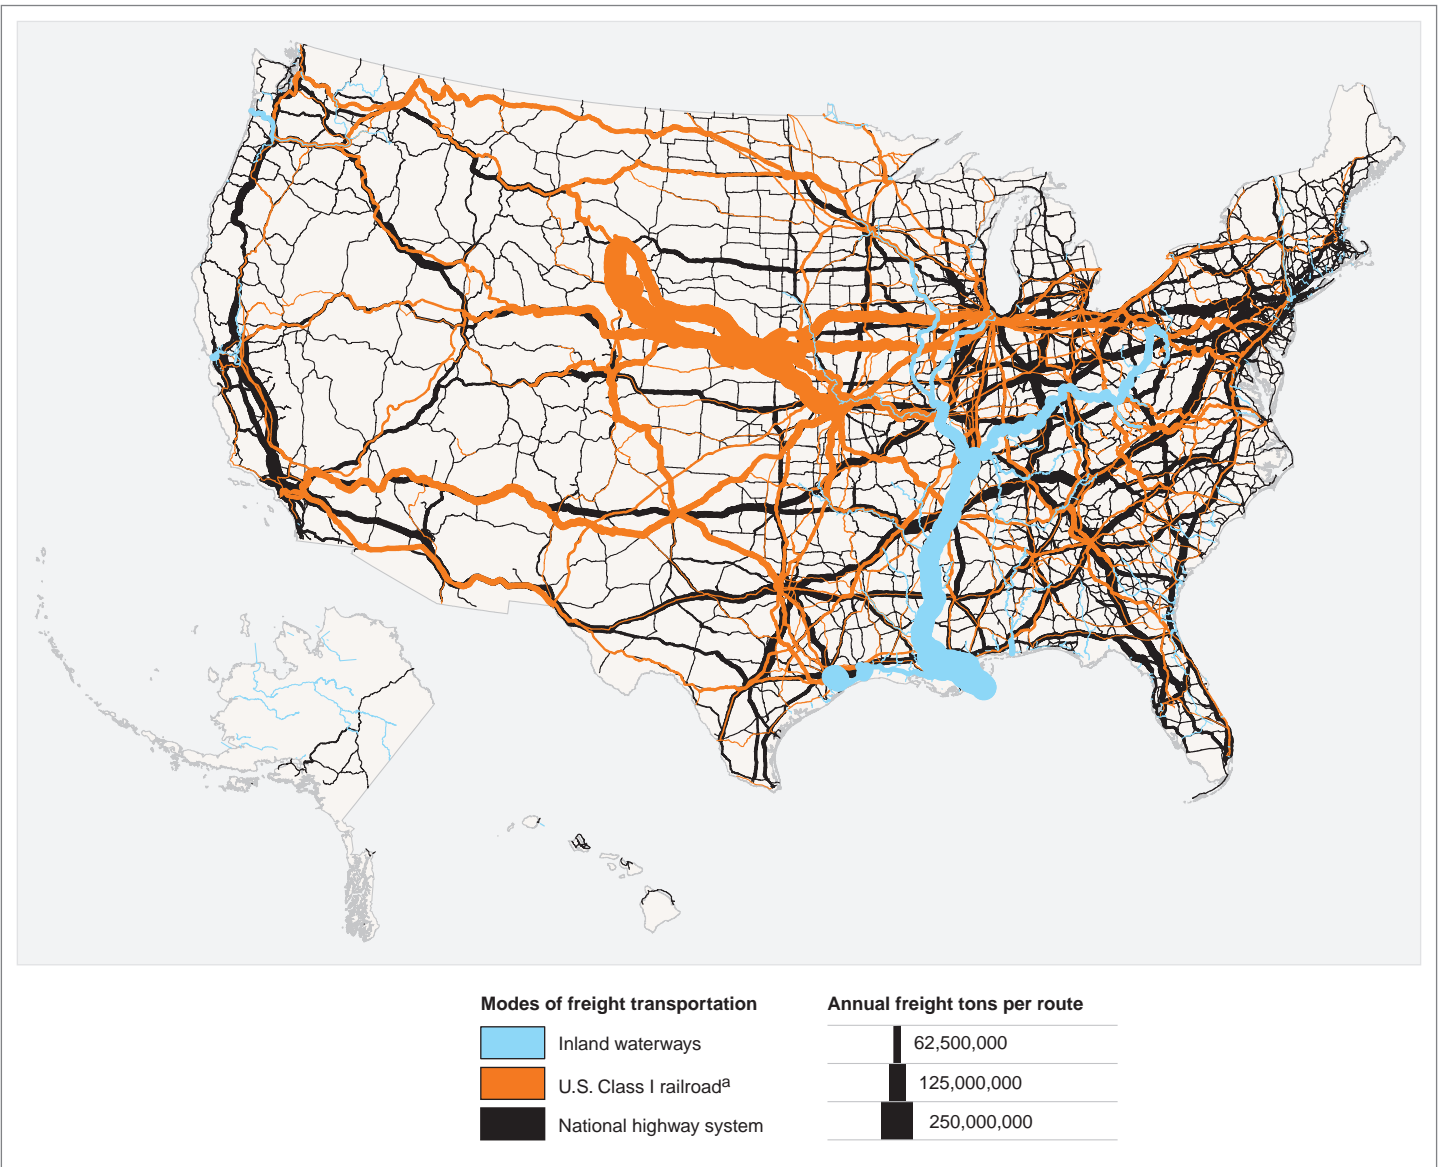 Modes of freight transportation
Inland waterways
U.S. Class I railroadᵃ
National highway system
Annual freight tons per route
62,500,000
125,000,000
250,000,000